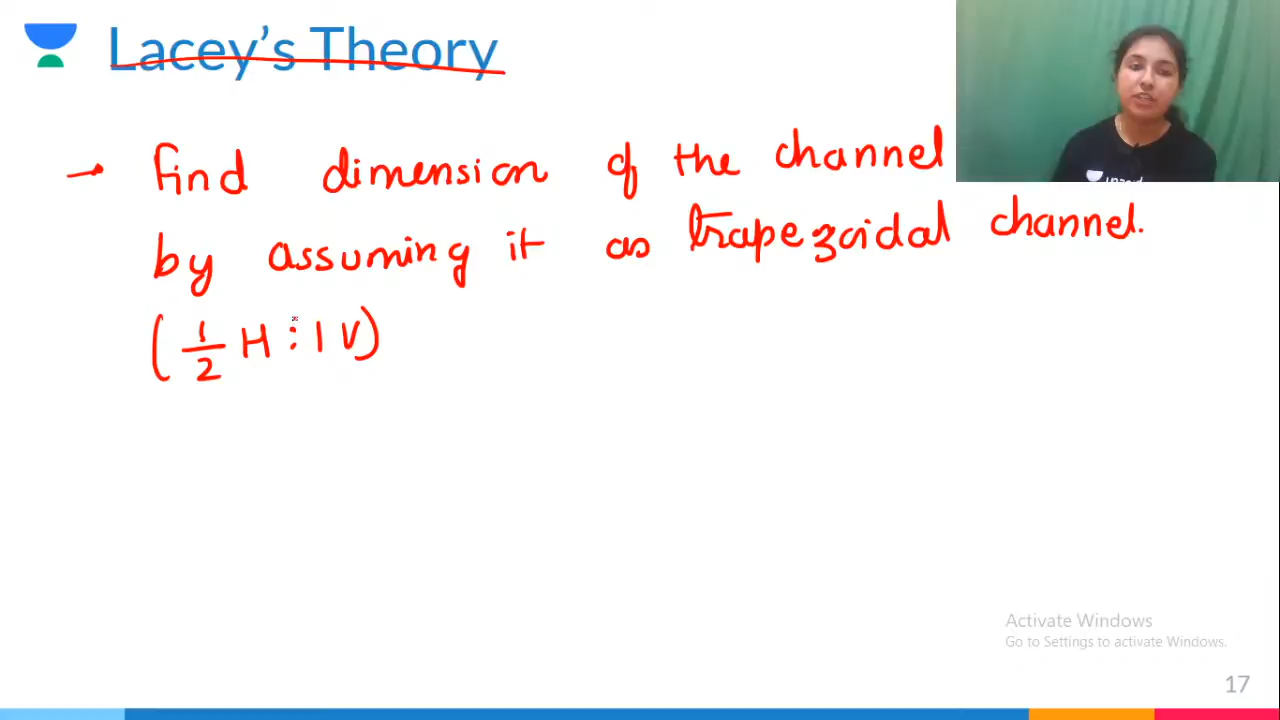 Lacey's Theory
→ Find dimension of the channel
by assuming it as trapezoidal channel.
(1/2 H : 1 V)
Activate Windows
Go to Settings to activate Windows.
17